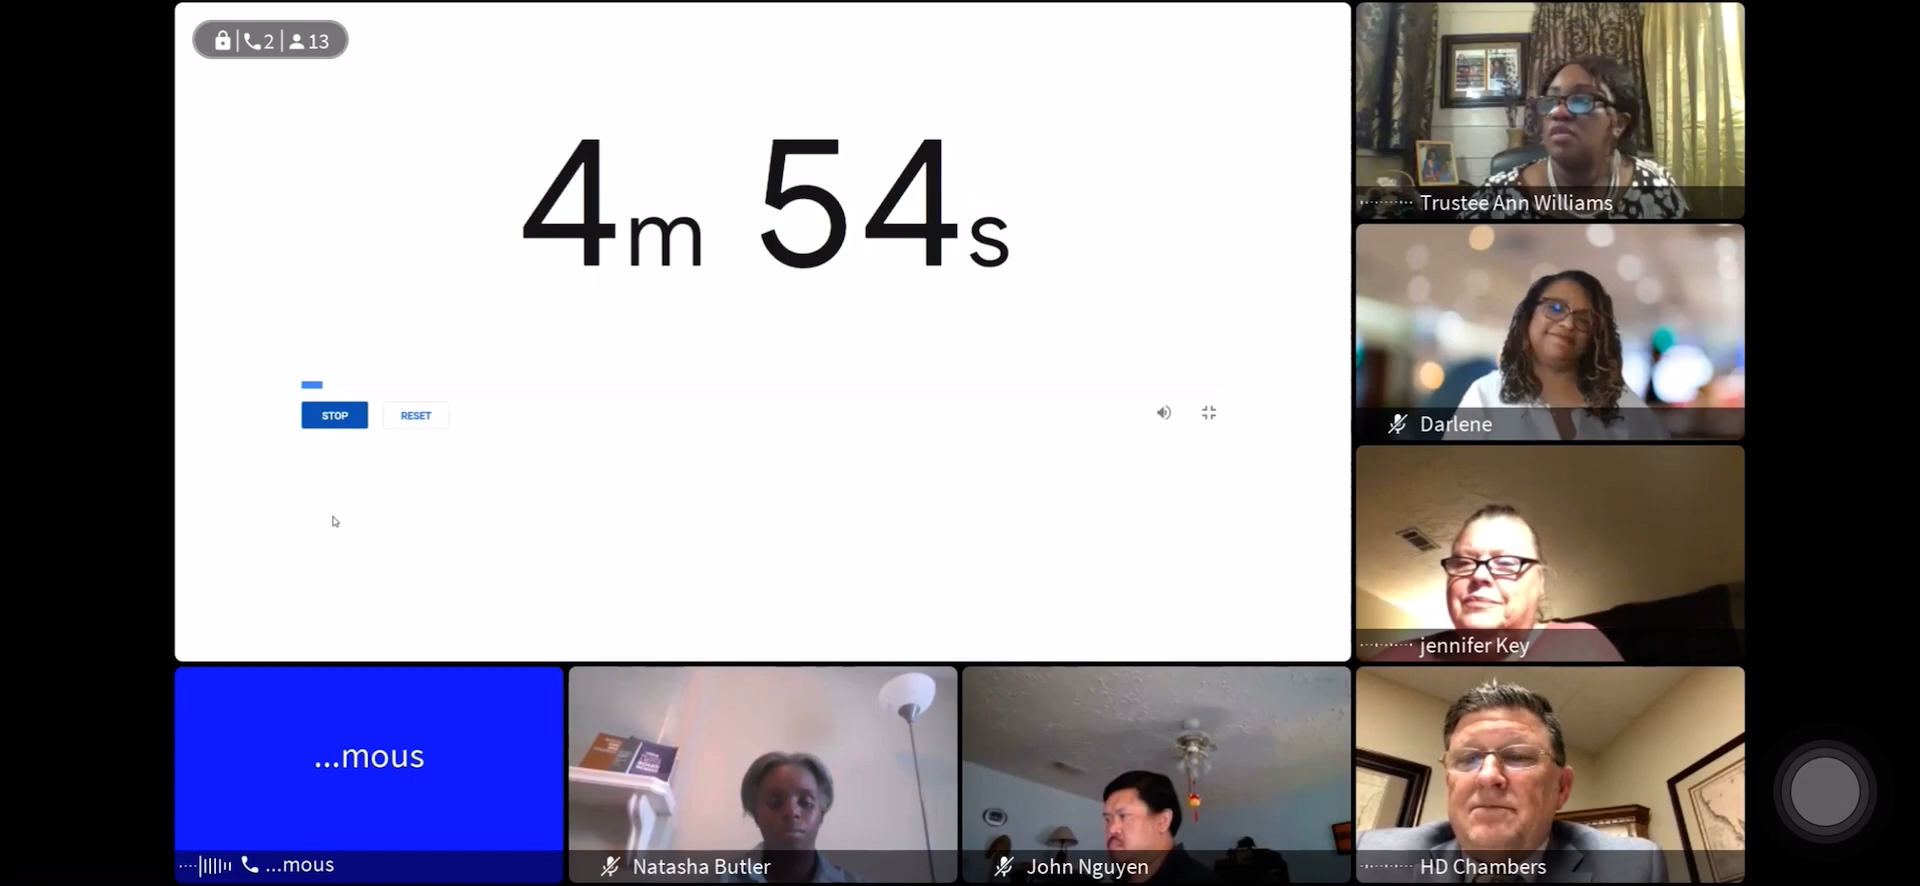 2 13
4m 54s
STOP RESET
Trustee Ann Williams
Darlene
jennifer Key
...mous
...mous
Natasha Butler
John Nguyen
HD Chambers